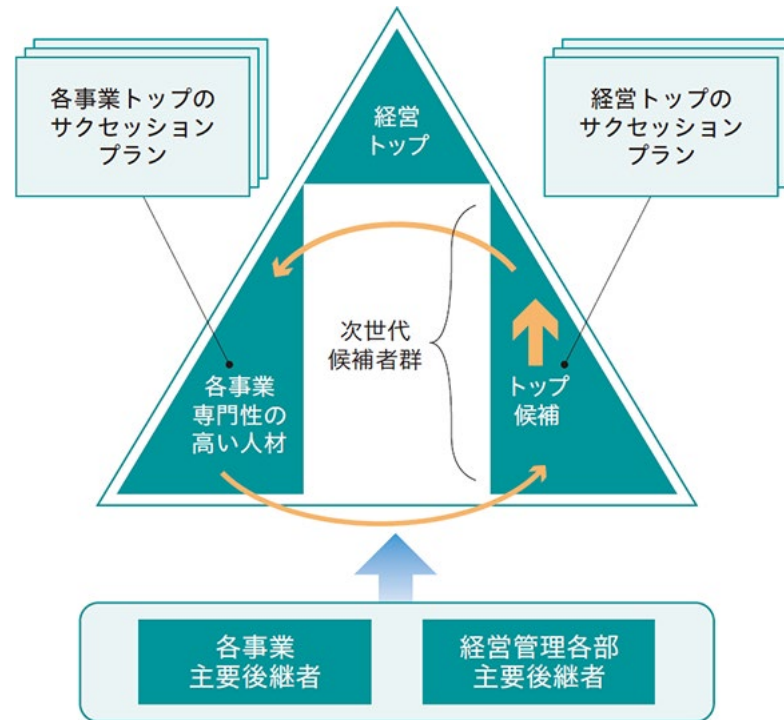 各事業トップの
サクセッション
プラン
経営トップの
サクセッション
プラン
経営
トップ
次世代
候補者群
各事業
専門性の
高い人材
トップ
候補
各事業
主要後継者
経営管理各部
主要後継者